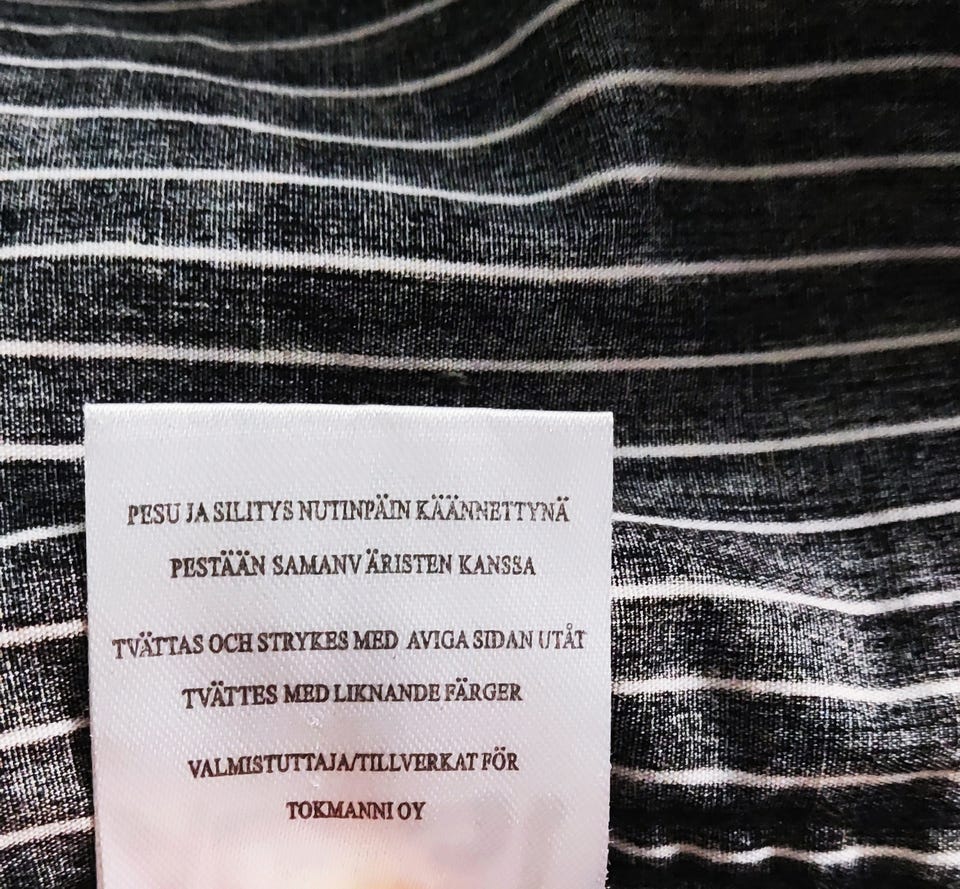 PESU JA SILITYS NUTINPÄIN KÄÄNNETTYNÄ
PESTÄÄN SAMANV ÄRISTEN KANSSA
TVÄTTAS OCH STRYKES MED AVIGA SIDAN UTÅT
TVÄTTES MED LIKNANDE FÄRGER
VALMISTUTTAJA/TILLVERKAT FÖR
TOKMANNI OY